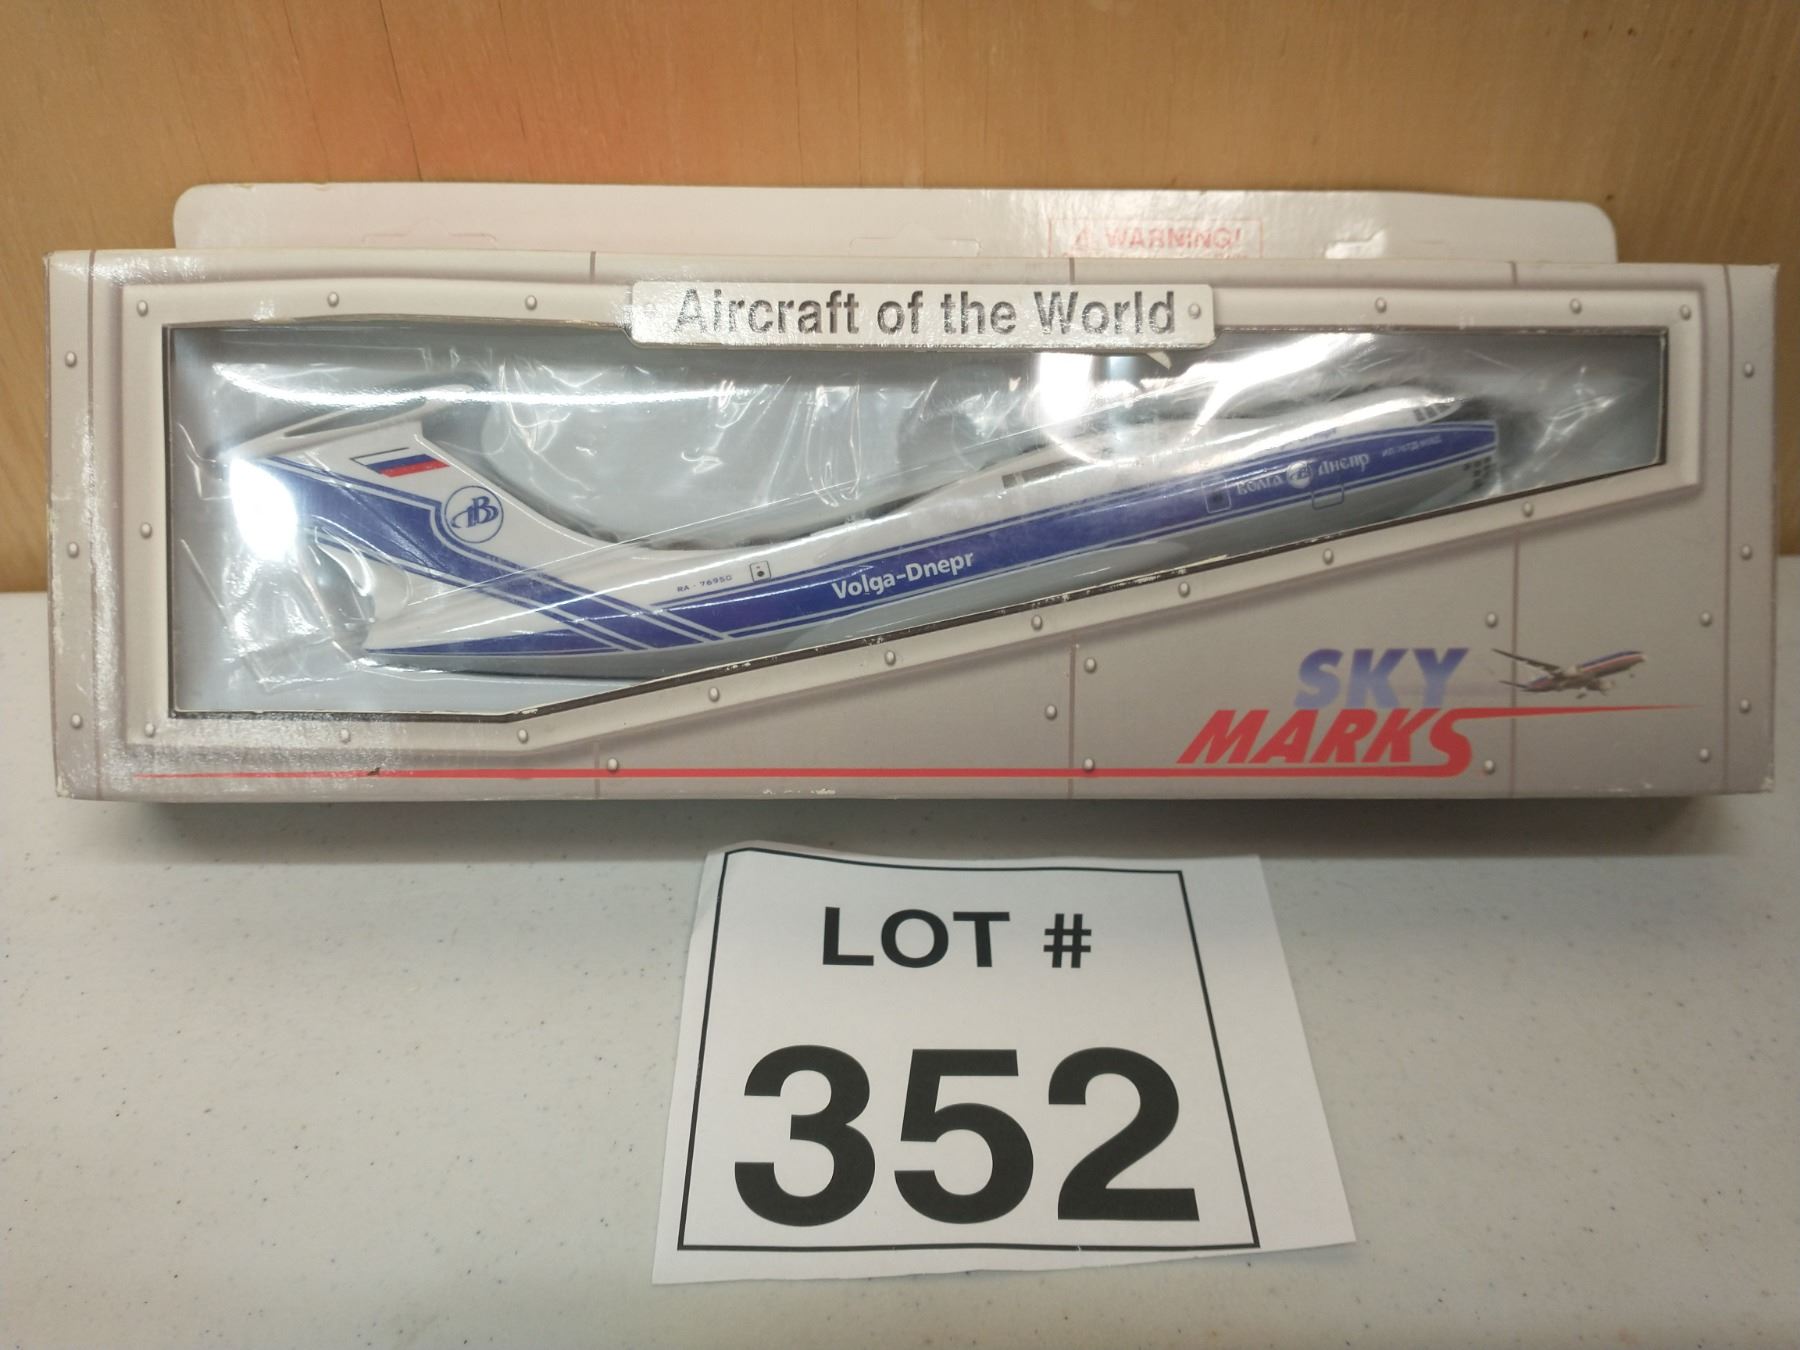 WARNING!
Aircraft of the World
Волга Днепр
Volga-Dnepr
RA - 76950
SKY
MARKS
LOT #
352